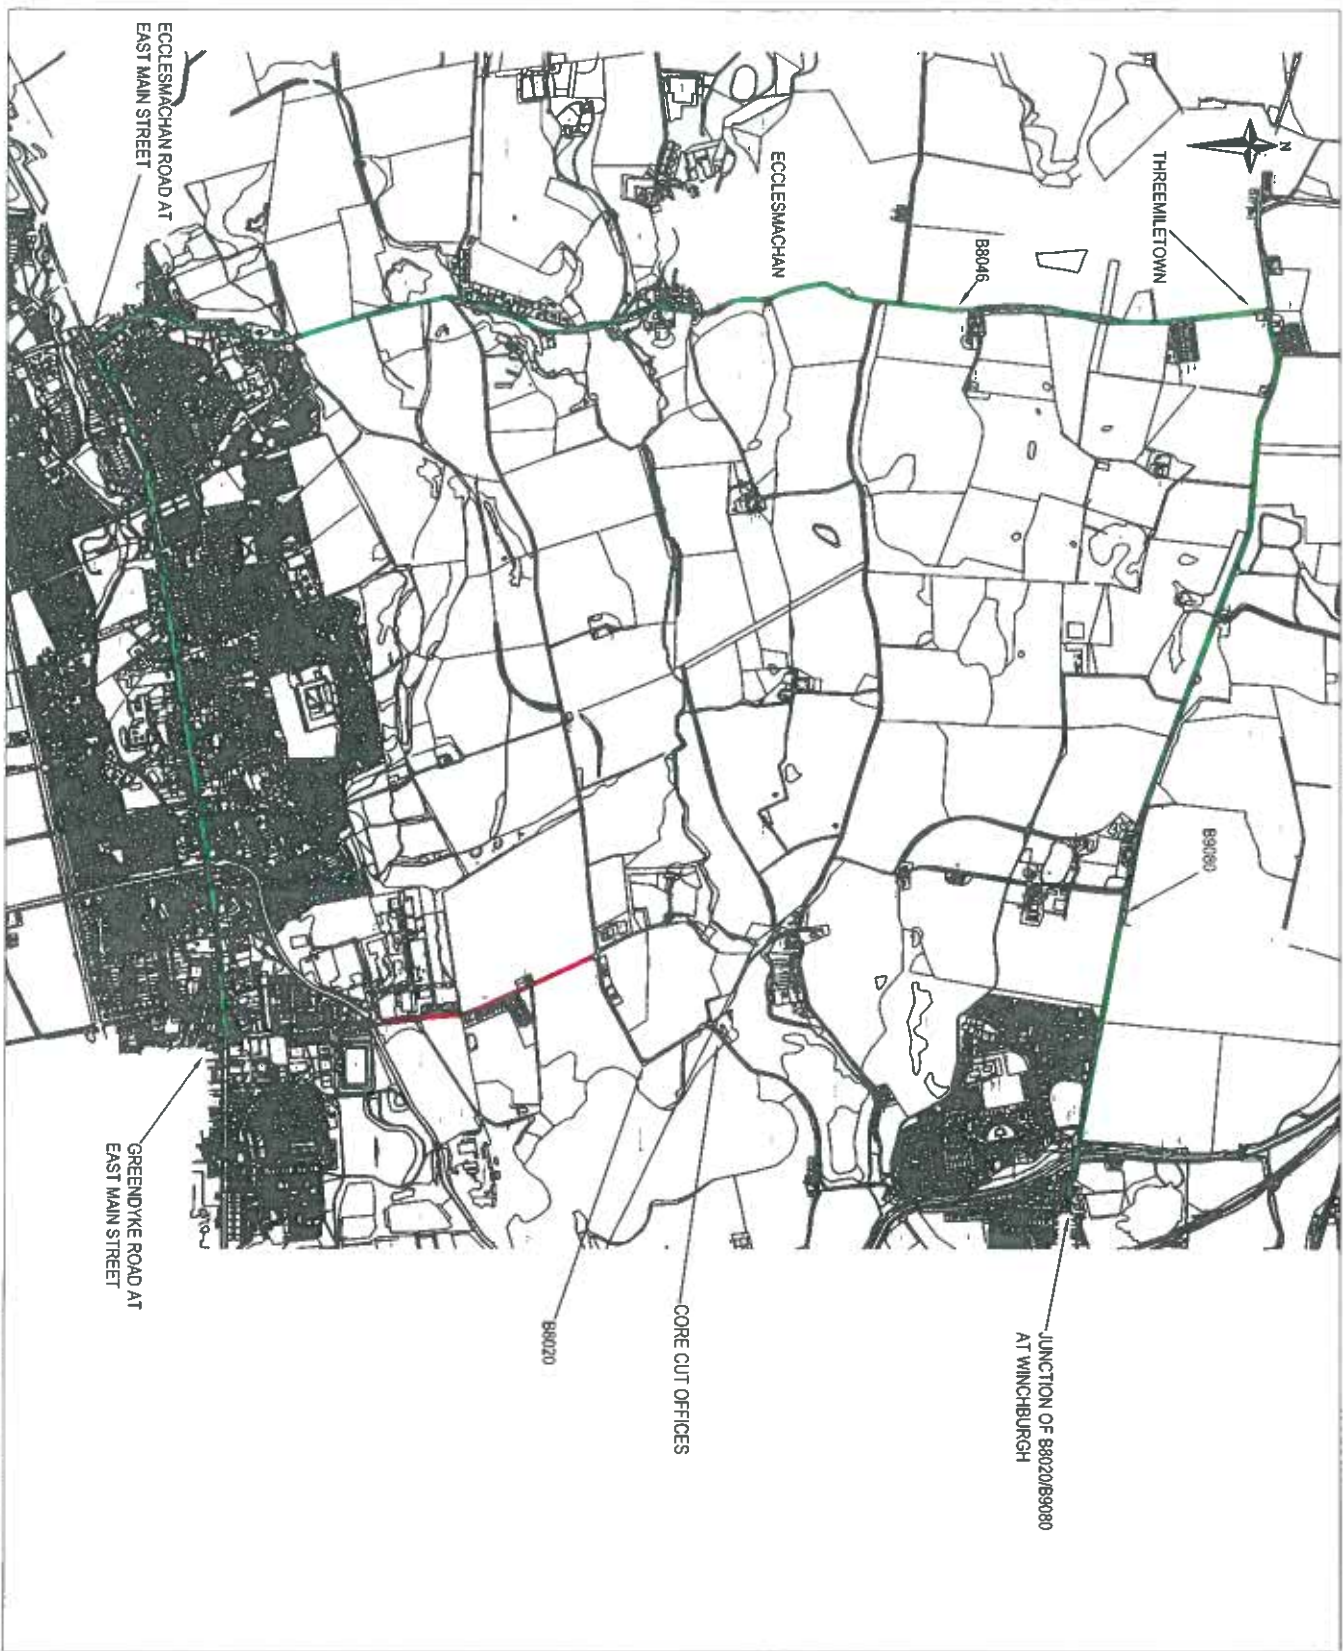 N
THREEMILETOWN
B8046
ECCLESMACHAN
ECCLESMACHAN ROAD AT
EAST MAIN STREET
B9080
JUNCTION OF B8020/B9080
AT WINCHBURGH
CORE CUT OFFICES
B8020
GREENDYKE ROAD AT
EAST MAIN STREET